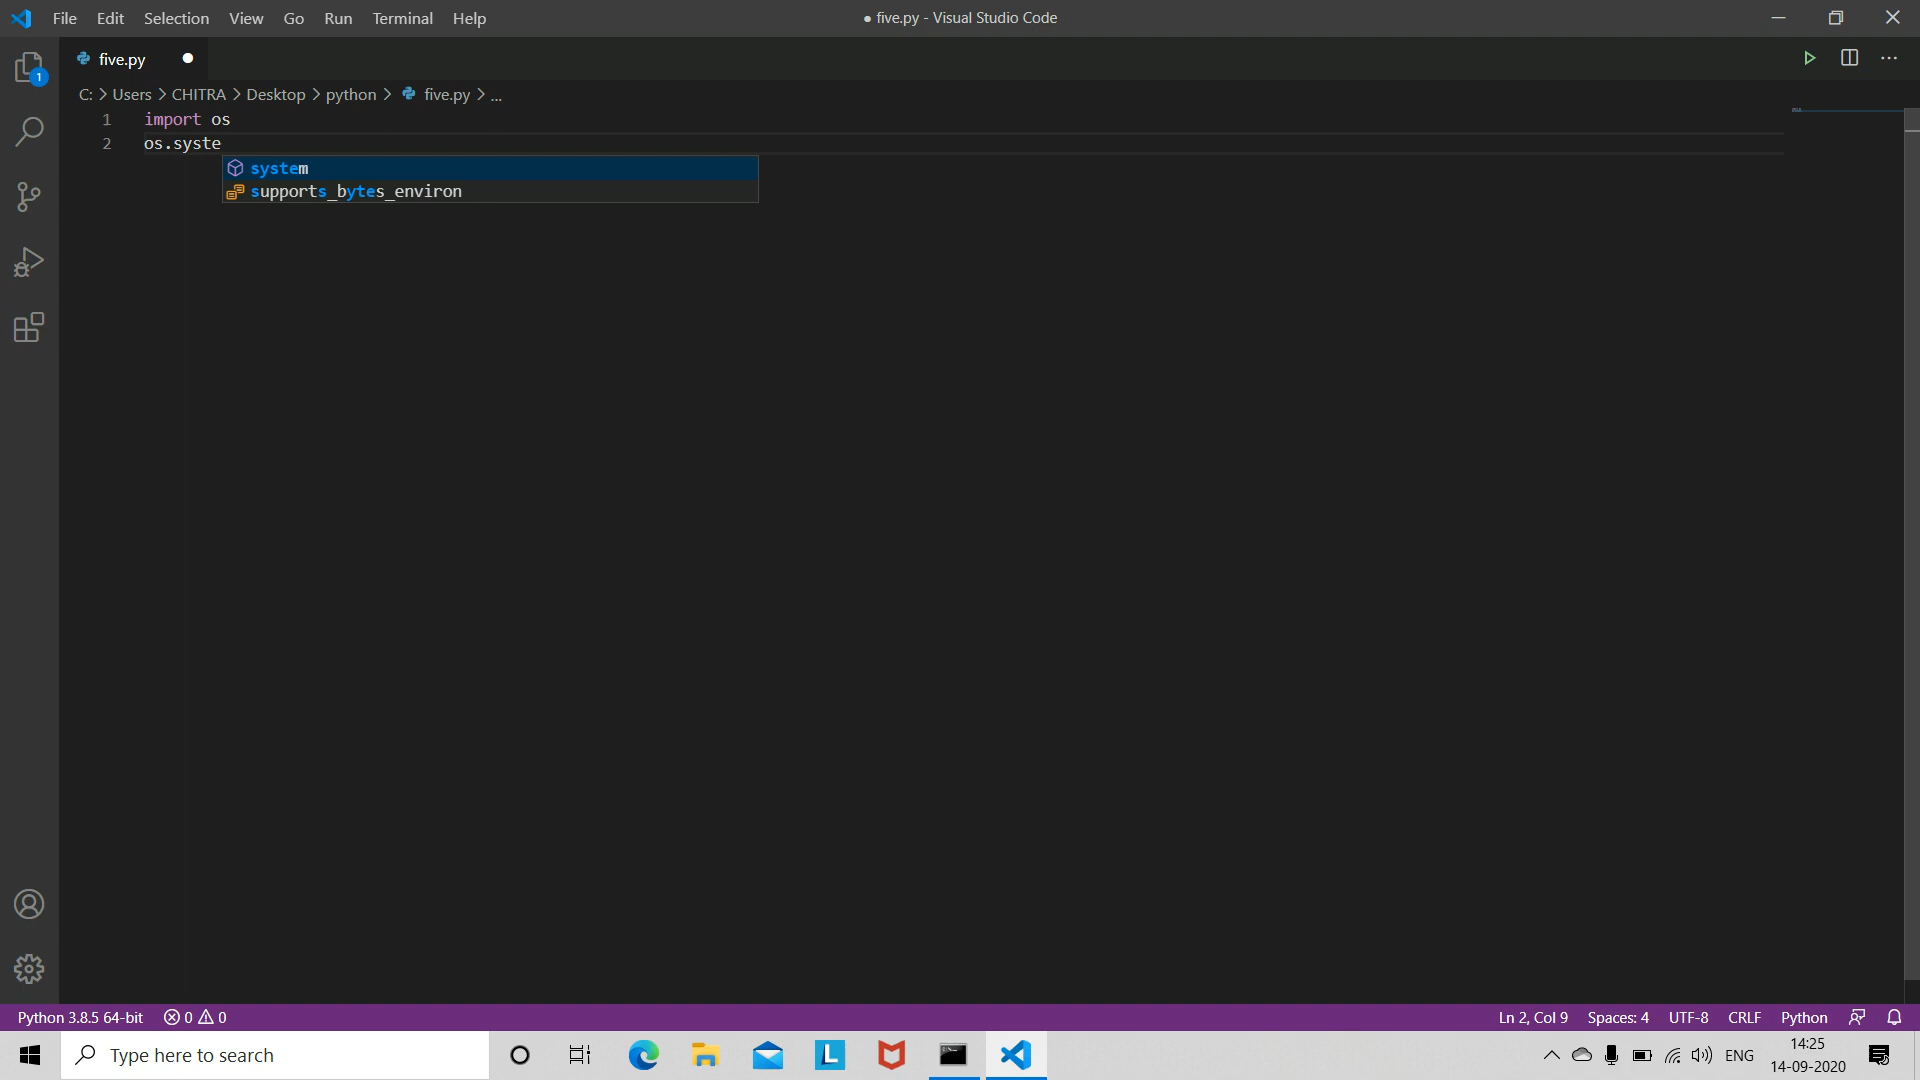 File Edit Selection View Go Run Terminal Help
● five.py - Visual Studio Code
1
five.py ●
C: > Users > CHITRA > Desktop > python > five.py > ...
1 import os
2 os.syste
system
supports_bytes_environ
Python 3.8.5 64-bit 0 0
Ln 2, Col 9 Spaces: 4 UTF-8 CRLF Python
Type here to search
L
ENG
14:25
14-09-2020